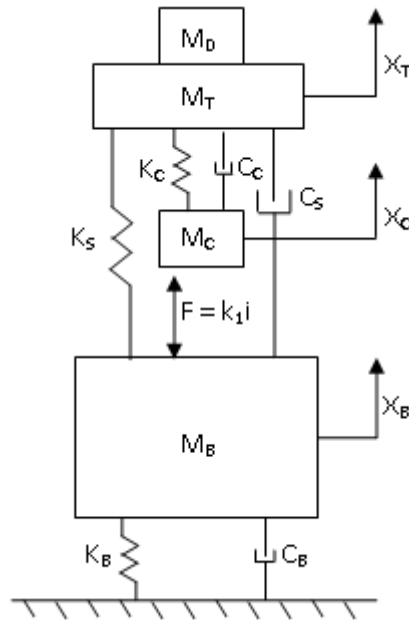 M_D
M_T
X_T
K_C
C_C
C_S
K_S
M_C
X_C
F = k_1i
M_B
X_B
K_B
C_B